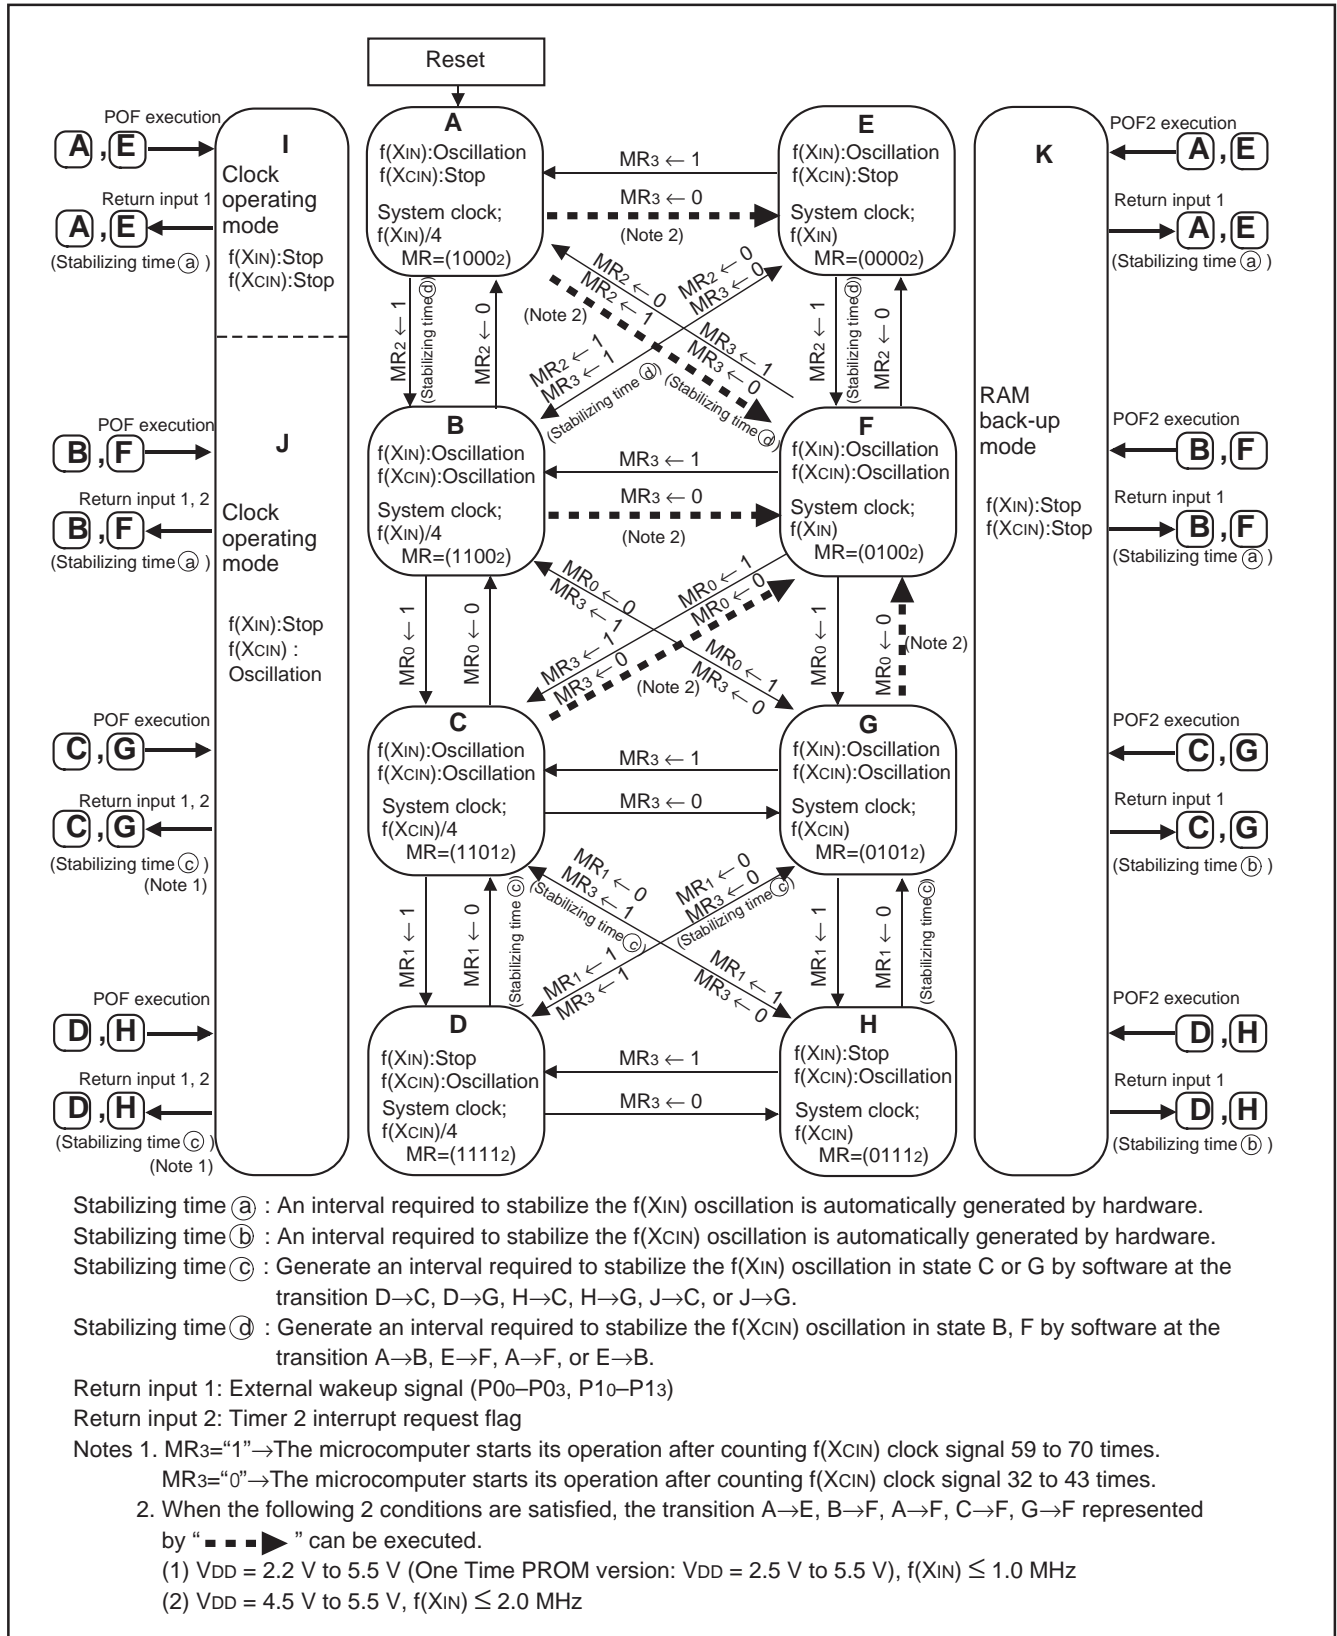 Reset
POF execution
A , E
Return input 1
A , E
(Stabilizing time ⓐ )
I
Clock
operating
mode
f(XIN):Stop
f(XCIN):Stop
POF execution
B , F
Return input 1, 2
B , F
(Stabilizing time ⓐ )
J
Clock
operating
mode
f(XIN):Stop
f(XCIN) :
Oscillation
POF execution
C , G
Return input 1, 2
C , G
(Stabilizing time ⓒ )
(Note 1)
POF execution
D , H
Return input 1, 2
D , H
(Stabilizing time ⓒ )
(Note 1)
A
f(XIN):Oscillation
f(XCIN):Stop
System clock;
f(XIN)/4
MR=(10002)
MR3 ← 1
MR3 ← 0
(Note 2)
E
f(XIN):Oscillation
f(XCIN):Stop
System clock;
f(XIN)
MR=(00002)
MR2 ← 1
(Stabilizing time ⓓ)
MR2 ← 0
(Note 2)
MR2 ← 0
MR2 ← 1
MR3 ← 1
MR3 ← 0
(Stabilizing time ⓓ)
MR2 ← 0
MR3 ← 0
MR2 ← 1
MR3 ← 1
(Stabilizing time ⓓ)
MR2 ← 1
(Stabilizing time ⓓ)
MR2 ← 0
B
f(XIN):Oscillation
f(XCIN):Oscillation
System clock;
f(XIN)/4
MR=(11002)
MR3 ← 1
MR3 ← 0
(Note 2)
F
f(XIN):Oscillation
f(XCIN):Oscillation
System clock;
f(XIN)
MR=(01002)
MR0 ← 1
MR0 ← 0
MR0 ← 0
MR3 ← 1
MR0 ← 1
MR3 ← 0
MR0 ← 1
MR0 ← 0
MR3 ← 1
MR3 ← 0
(Note 2)
MR0 ← 1
MR0 ← 0
(Note 2)
C
f(XIN):Oscillation
f(XCIN):Oscillation
System clock;
f(XCIN)/4
MR=(11012)
MR3 ← 1
MR3 ← 0
G
f(XIN):Oscillation
f(XCIN):Oscillation
System clock;
f(XCIN)
MR=(01012)
MR1 ← 1
MR1 ← 0
(Stabilizing time ⓒ)
MR1 ← 0
MR3 ← 1
(Stabilizing time ⓒ)
MR1 ← 1
MR3 ← 0
MR1 ← 0
MR3 ← 0
(Stabilizing time ⓒ)
MR1 ← 1
MR3 ← 1
MR1 ← 1
MR1 ← 0
(Stabilizing time ⓒ)
D
f(XIN):Stop
f(XCIN):Oscillation
System clock;
f(XCIN)/4
MR=(11112)
MR3 ← 1
MR3 ← 0
H
f(XIN):Stop
f(XCIN):Oscillation
System clock;
f(XCIN)
MR=(01112)
K
RAM
back-up
mode
f(XIN):Stop
f(XCIN):Stop
POF2 execution
A , E
Return input 1
A , E
(Stabilizing time ⓐ )
POF2 execution
B , F
Return input 1
B , F
(Stabilizing time ⓐ )
POF2 execution
C , G
Return input 1
C , G
(Stabilizing time ⓑ )
POF2 execution
D , H
Return input 1
D , H
(Stabilizing time ⓑ )
Stabilizing time ⓐ : An interval required to stabilize the f(XIN) oscillation is automatically generated by hardware.
Stabilizing time ⓑ : An interval required to stabilize the f(XCIN) oscillation is automatically generated by hardware.
Stabilizing time ⓒ : Generate an interval required to stabilize the f(XIN) oscillation in state C or G by software at the
transition D→C, D→G, H→C, H→G, J→C, or J→G.
Stabilizing time ⓓ : Generate an interval required to stabilize the f(XCIN) oscillation in state B, F by software at the
transition A→B, E→F, A→F, or E→B.
Return input 1: External wakeup signal (P00–P03, P10–P13)
Return input 2: Timer 2 interrupt request flag
Notes 1. MR3=“1”→The microcomputer starts its operation after counting f(XCIN) clock signal 59 to 70 times.
MR3=“0”→The microcomputer starts its operation after counting f(XCIN) clock signal 32 to 43 times.
2. When the following 2 conditions are satisfied, the transition A→E, B→F, A→F, C→F, G→F represented
by “ ” can be executed.
(1) VDD = 2.2 V to 5.5 V (One Time PROM version: VDD = 2.5 V to 5.5 V), f(XIN) ≤ 1.0 MHz
(2) VDD = 4.5 V to 5.5 V, f(XIN) ≤ 2.0 MHz